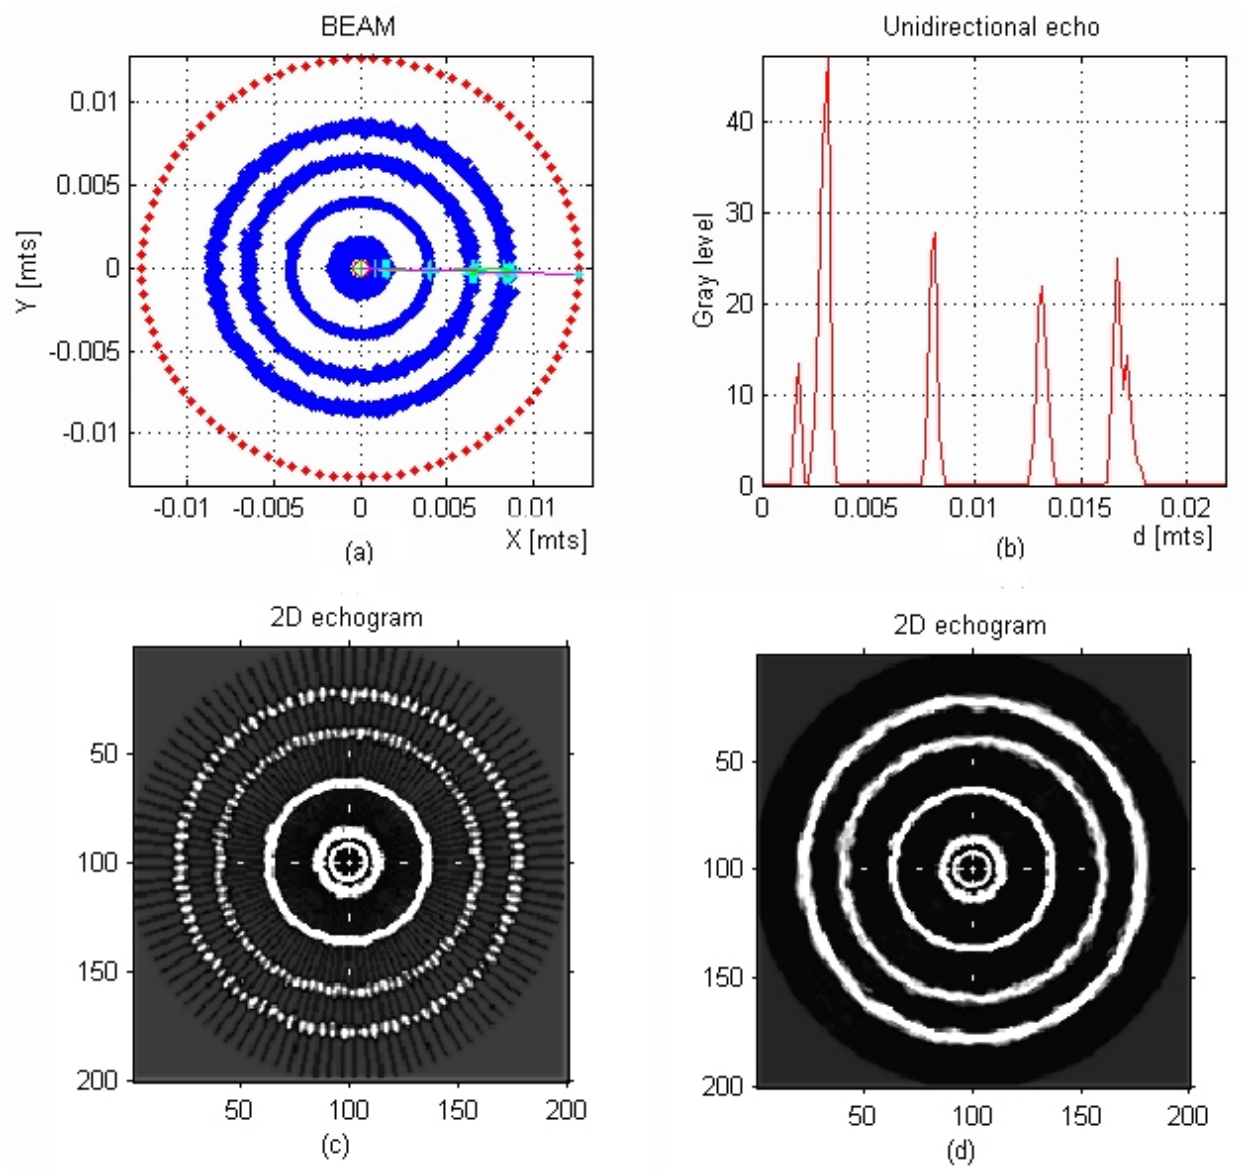 BEAM
0.01
0.005
0
-0.005
-0.01
Y [mts]
-0.01 -0.005 0 0.005 0.01
X [mts]
(a)
Unidirectional echo
40
30
20
10
0
Gray level
0 0.005 0.01 0.015 0.02
d [mts]
(b)
2D echogram
50
100
150
200
50 100 150 200
(c)
2D echogram
50
100
150
200
50 100 150 200
(d)